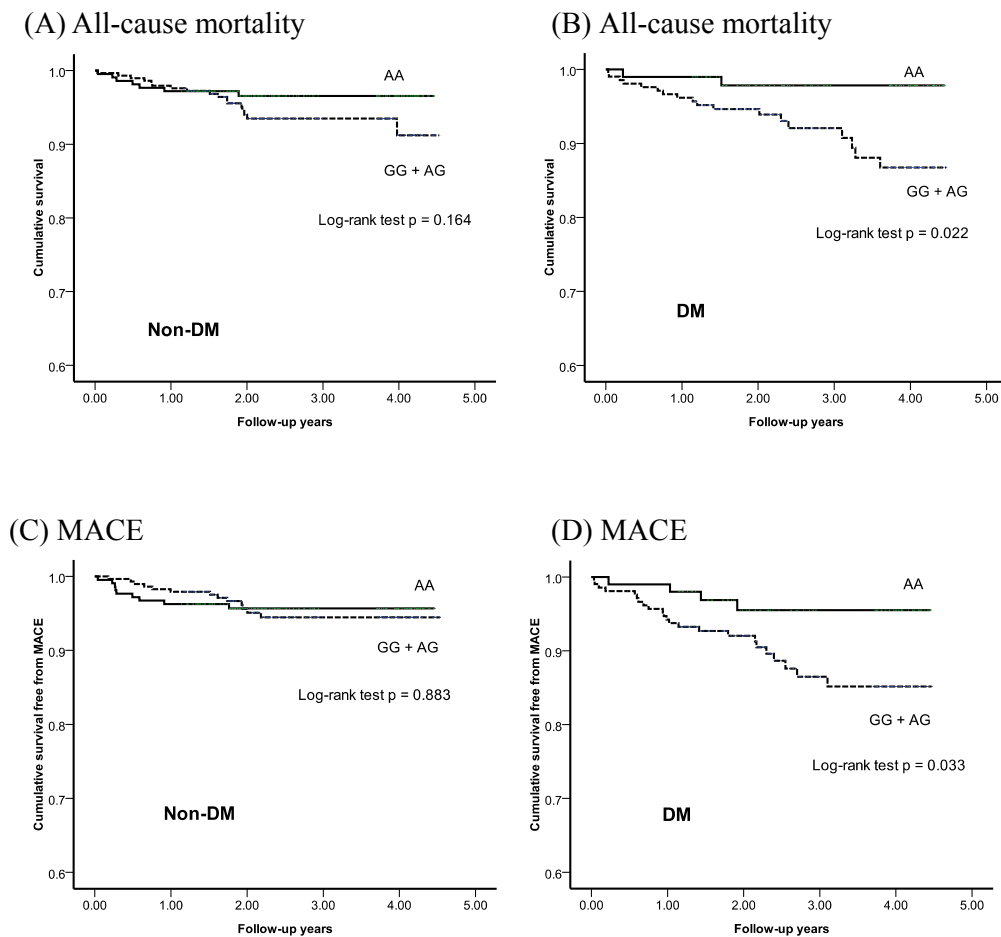 (A) All-cause mortality
1.0
0.9
0.8
0.7
0.6
Cumulative survival
AA
GG + AG
Log-rank test p = 0.164
Non-DM
0.00 1.00 2.00 3.00 4.00 5.00
Follow-up years
(B) All-cause mortality
1.0
0.9
0.8
0.7
0.6
Cumulative survival
AA
GG + AG
Log-rank test p = 0.022
DM
0.00 1.00 2.00 3.00 4.00 5.00
Follow-up years
(C) MACE
1.0
0.9
0.8
0.7
0.6
Cumulative survival free from MACE
AA
GG + AG
Log-rank test p = 0.883
Non-DM
0.00 1.00 2.00 3.00 4.00 5.00
Follow-up years
(D) MACE
1.0
0.9
0.8
0.7
0.6
Cumulative survival free from MACE
AA
GG + AG
Log-rank test p = 0.033
DM
0.00 1.00 2.00 3.00 4.00 5.00
Follow-up years